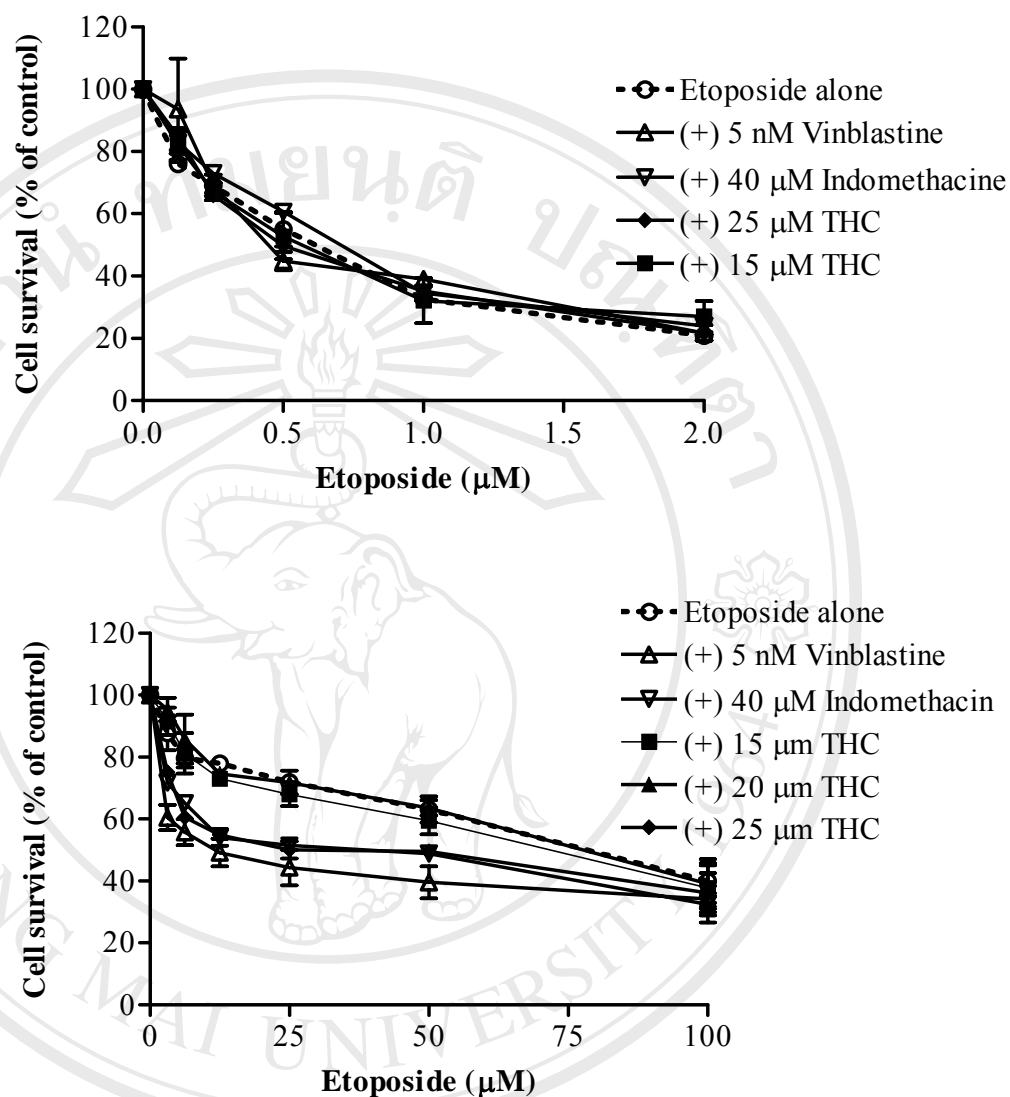 120
100
80
60
40
20
0
Cell survival (% of control)
0.0 0.5 1.0 1.5 2.0
Etoposide (μM)
Etoposide alone
(+) 5 nM Vinblastine
(+) 40 μM Indomethacine
(+) 25 μM THC
(+) 15 μM THC
120
100
80
60
40
20
0
Cell survival (% of control)
0 25 50 75 100
Etoposide (μM)
Etoposide alone
(+) 5 nM Vinblastine
(+) 40 μM Indomethacin
(+) 15 μm THC
(+) 20 μm THC
(+) 25 μm THC
MAI UNIVERSIT